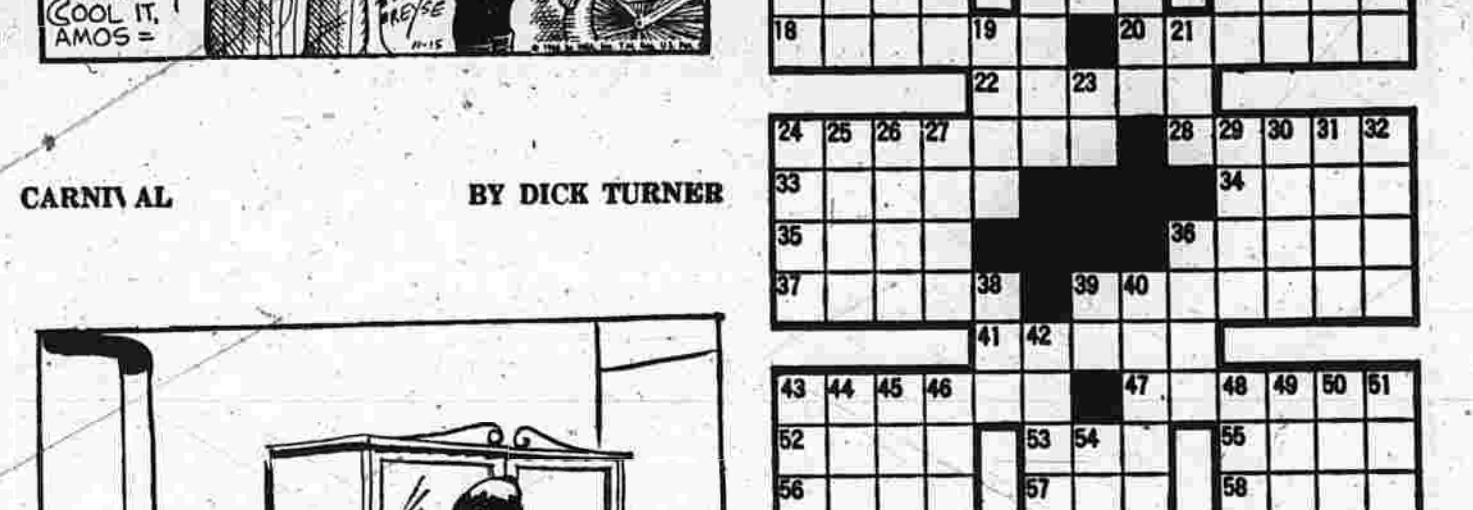 COOL IT,
AMOS =
11-15
CARNIVAL
BY DICK TURNER
18 19 20 21
22 23
24 25 26 27 28 29 30 31 32
33 34
35 36
37 38 39 40
41 42
43 44 45 46 47 48 49 50 51
52 53 54 55
56 57 58